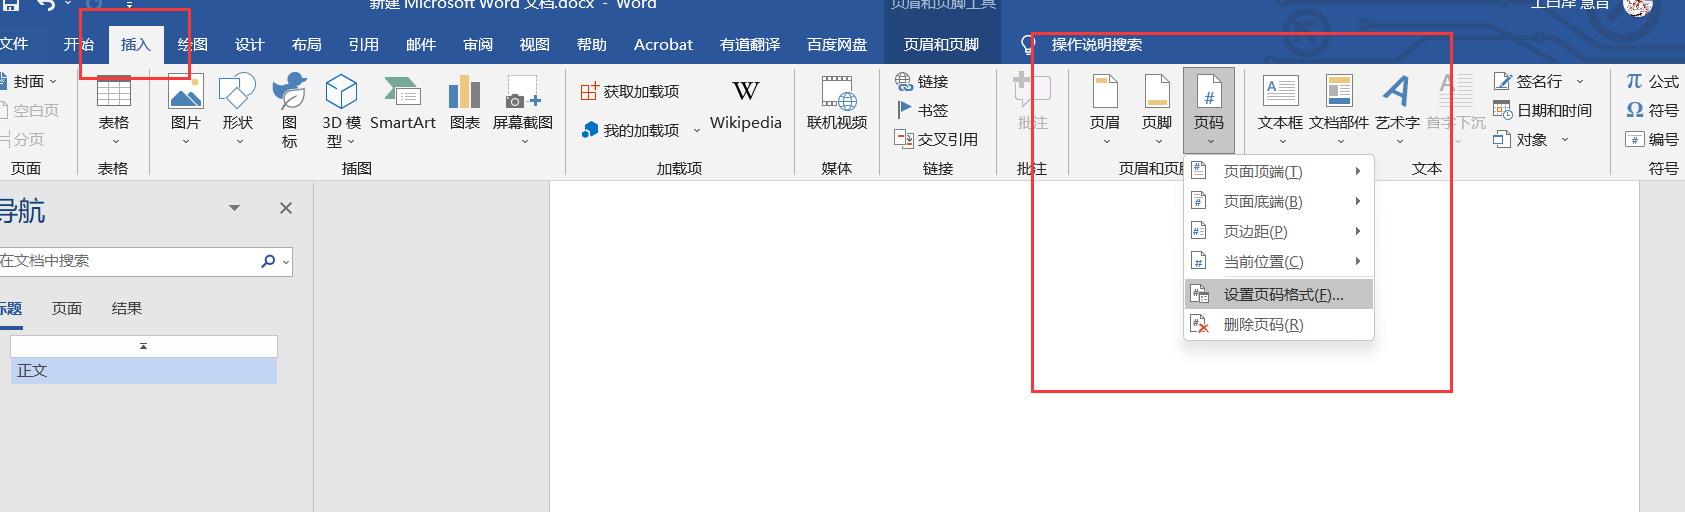 新建 Microsoft Word 文档.docx - Word
页眉和页脚工具
文件 开始 插入 绘图 设计 布局 引用 邮件 审阅 视图 帮助 Acrobat 有道翻译 百度网盘 页眉和页脚 操作说明搜索
封面
空白页
分页
页面
表格
表格
图片
形状
图标
3D 模型
SmartArt
图表
屏幕截图
插图
获取加载项
我的加载项
W
Wikipedia
加载项
联机视频
媒体
链接
书签
交叉引用
链接
批注
批注
页眉
页脚
#
页码
文本框
A
文档部件
A
艺术字
A
首字下沉
签名行
日期和时间
对象
文本
π 公式
Ω 符号
编号
符号
页面顶端(T)
页面底端(B)
页边距(P)
当前位置(C)
设置页码格式(F)...
删除页码(R)
导航
在文档中搜索
标题 页面 结果
正文